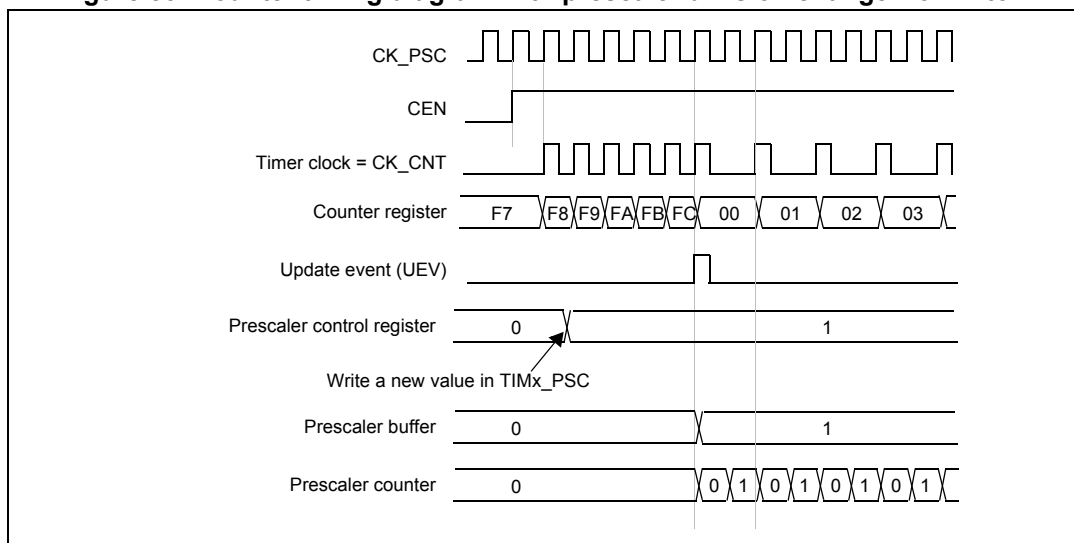 CK_PSC
CEN
Timer clock = CK_CNT
Counter register F7 F8 F9 FA FB FC 00 01 02 03
Update event (UEV)
Prescaler control register 0 1
Write a new value in TIMx_PSC
Prescaler buffer 0 1
Prescaler counter 0 0 1 0 1 0 1 0 1